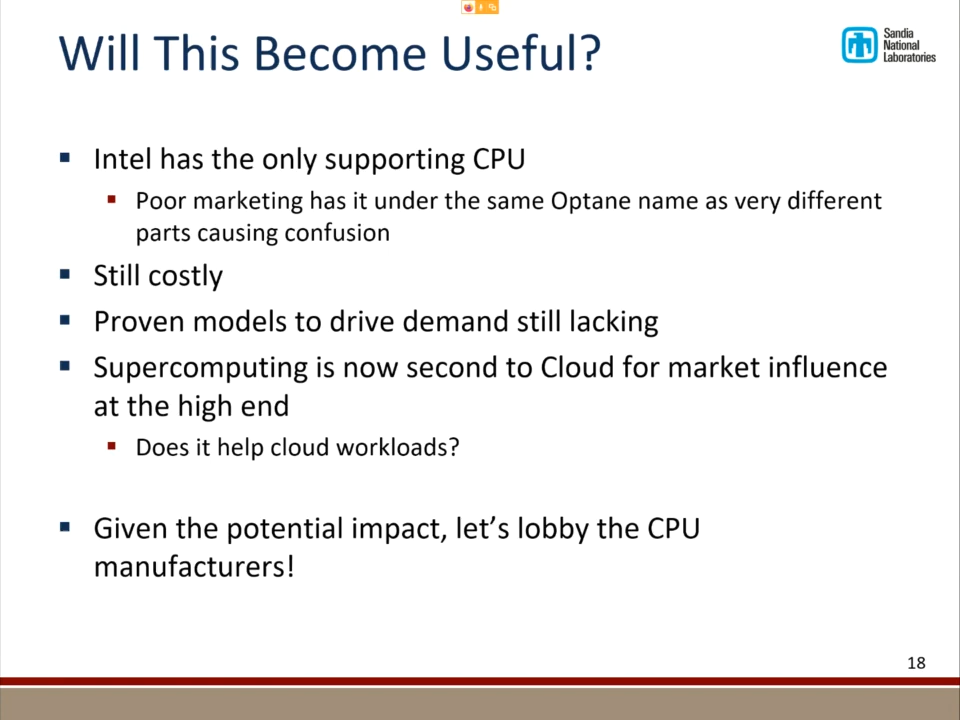 Will This Become Useful?
Sandia
National
Laboratories
Intel has the only supporting CPU
Poor marketing has it under the same Optane name as very different
parts causing confusion
Still costly
Proven models to drive demand still lacking
Supercomputing is now second to Cloud for market influence
at the high end
Does it help cloud workloads?
Given the potential impact, let’s lobby the CPU
manufacturers!
18